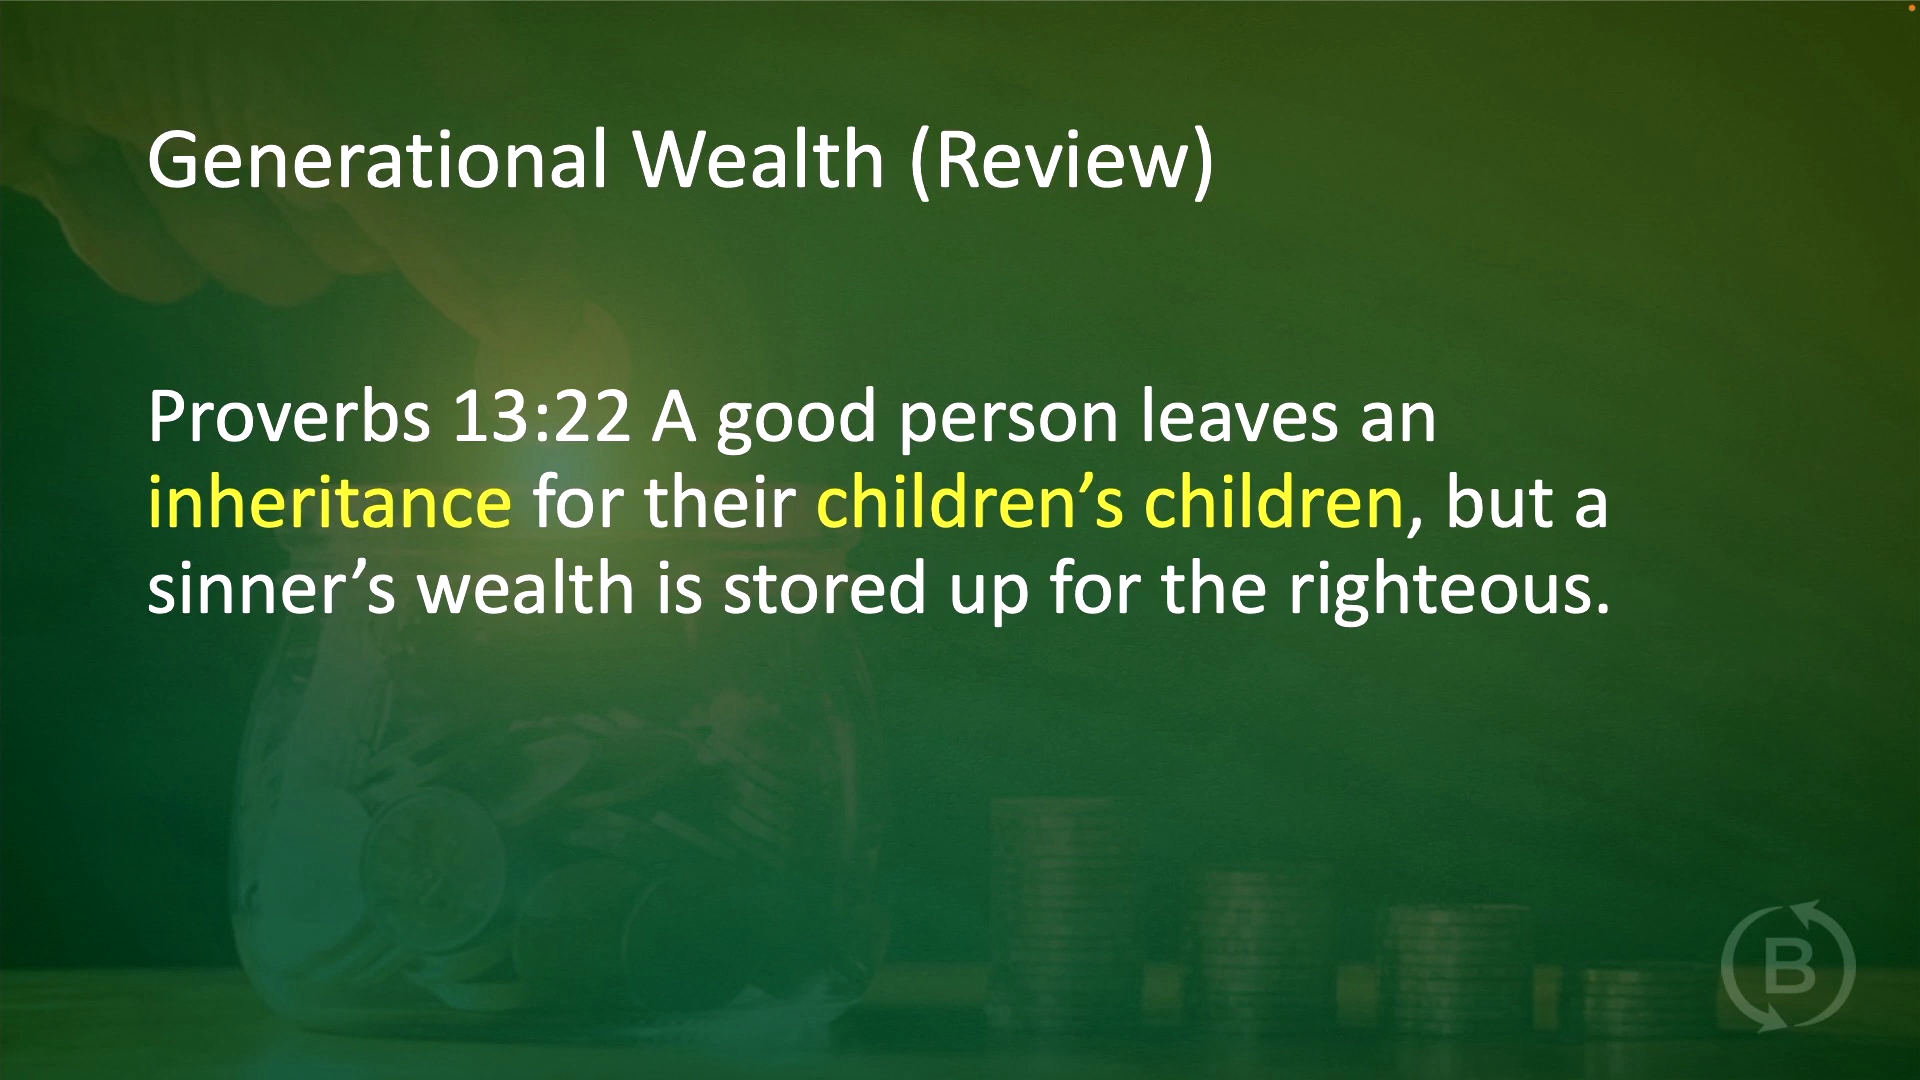 Generational Wealth (Review)
Proverbs 13:22 A good person leaves an
inheritance for their children’s children, but a
sinner’s wealth is stored up for the righteous.
B